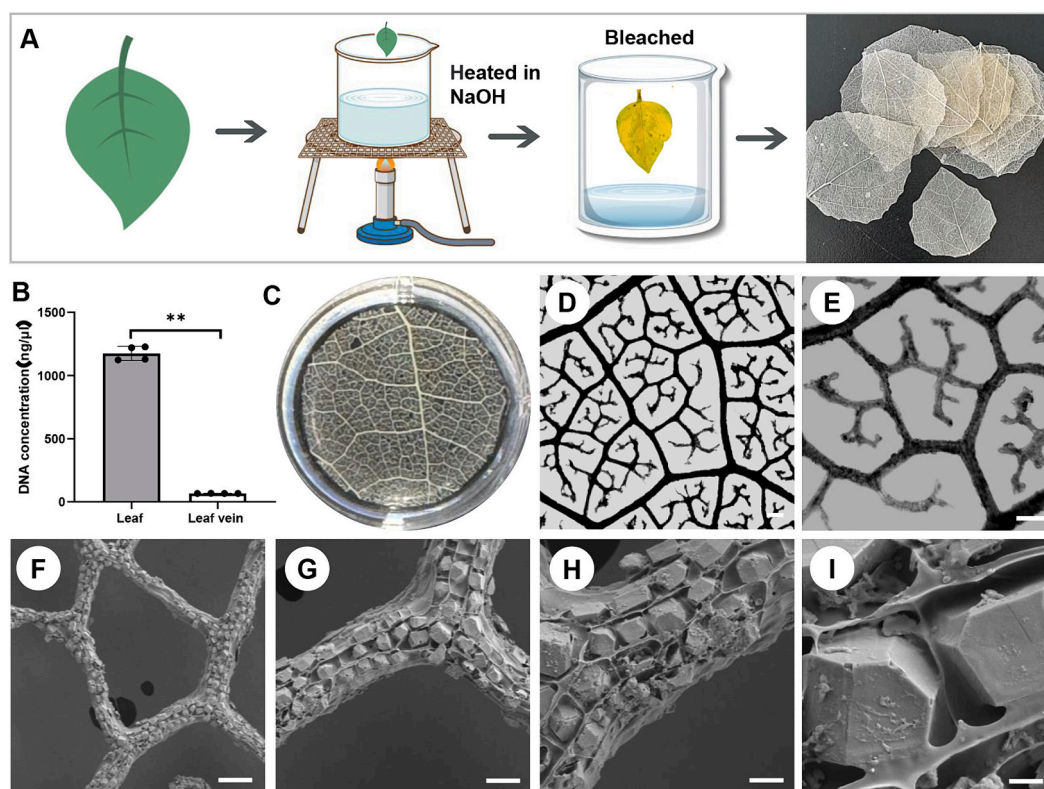 A
Heated in
NaOH
Bleached
B
DNA concentration(ng/μl)
1500
1000
500
0
**
Leaf
Leaf vein
C
D
E
F
G
H
I